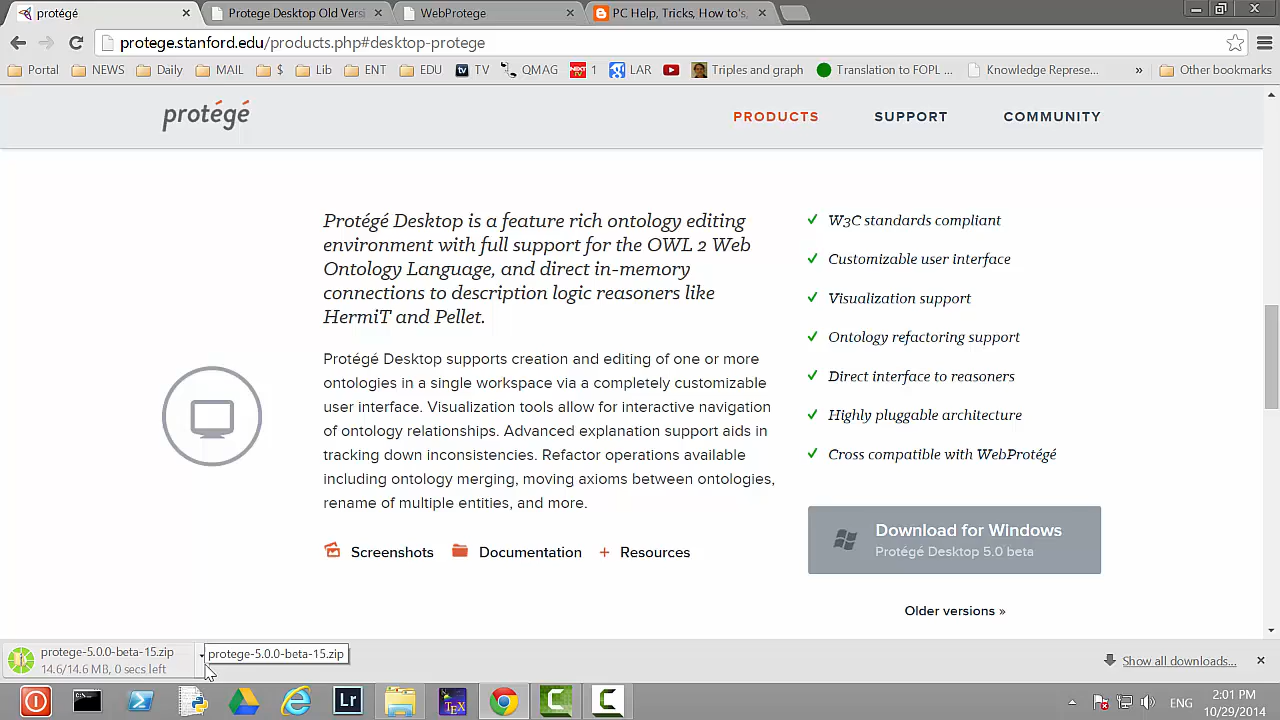 protégé
Protege Desktop Old Versi
WebProtege
PC Help, Tricks, How to's,
protege.stanford.edu/products.php#desktop-protege
Portal
NEWS
Daily
MAIL
$
Lib
ENT
EDU
TV
QMAG
1
LAR
Triples and graph
Translation to FOPL ...
Knowledge Represe...
»
Other bookmarks
protégé
PRODUCTS
SUPPORT
COMMUNITY
Protégé Desktop is a feature rich ontology editing
environment with full support for the OWL 2 Web
Ontology Language, and direct in-memory
connections to description logic reasoners like
HermiT and Pellet.
Protégé Desktop supports creation and editing of one or more
ontologies in a single workspace via a completely customizable
user interface. Visualization tools allow for interactive navigation
of ontology relationships. Advanced explanation support aids in
tracking down inconsistencies. Refactor operations available
including ontology merging, moving axioms between ontologies,
rename of multiple entities, and more.
Screenshots
Documentation
+ Resources
W3C standards compliant
Customizable user interface
Visualization support
Ontology refactoring support
Direct interface to reasoners
Highly pluggable architecture
Cross compatible with WebProtégé
Download for Windows
Protégé Desktop 5.0 beta
Older versions »
protege-5.0.0-beta-15.zip
14.6/14.6 MB, 0 secs left
protege-5.0.0-beta-15.zip
Show all downloads...
Lr
TEX
ENG
2:01 PM
10/29/2014